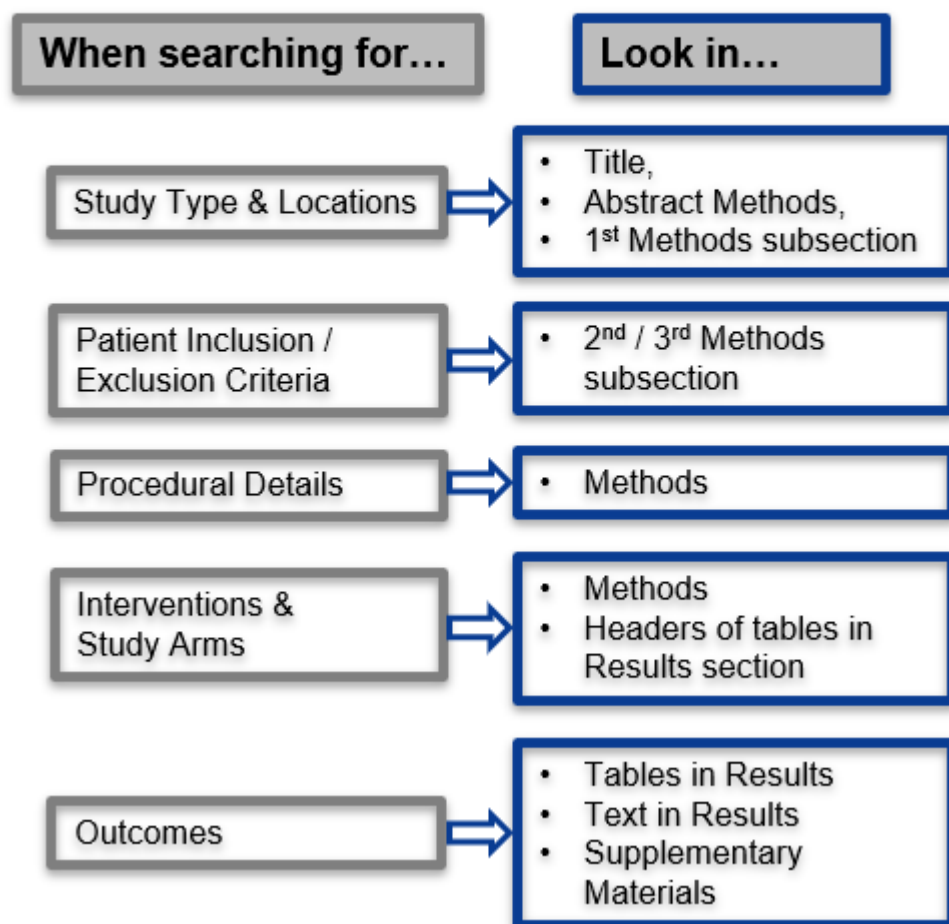 When searching for…
Look in…
Study Type & Locations
• Title,
• Abstract Methods,
• 1st Methods subsection
Patient Inclusion /
Exclusion Criteria
• 2nd / 3rd Methods
subsection
Procedural Details
• Methods
Interventions &
Study Arms
• Methods
• Headers of tables in
Results section
Outcomes
• Tables in Results
• Text in Results
• Supplementary
Materials